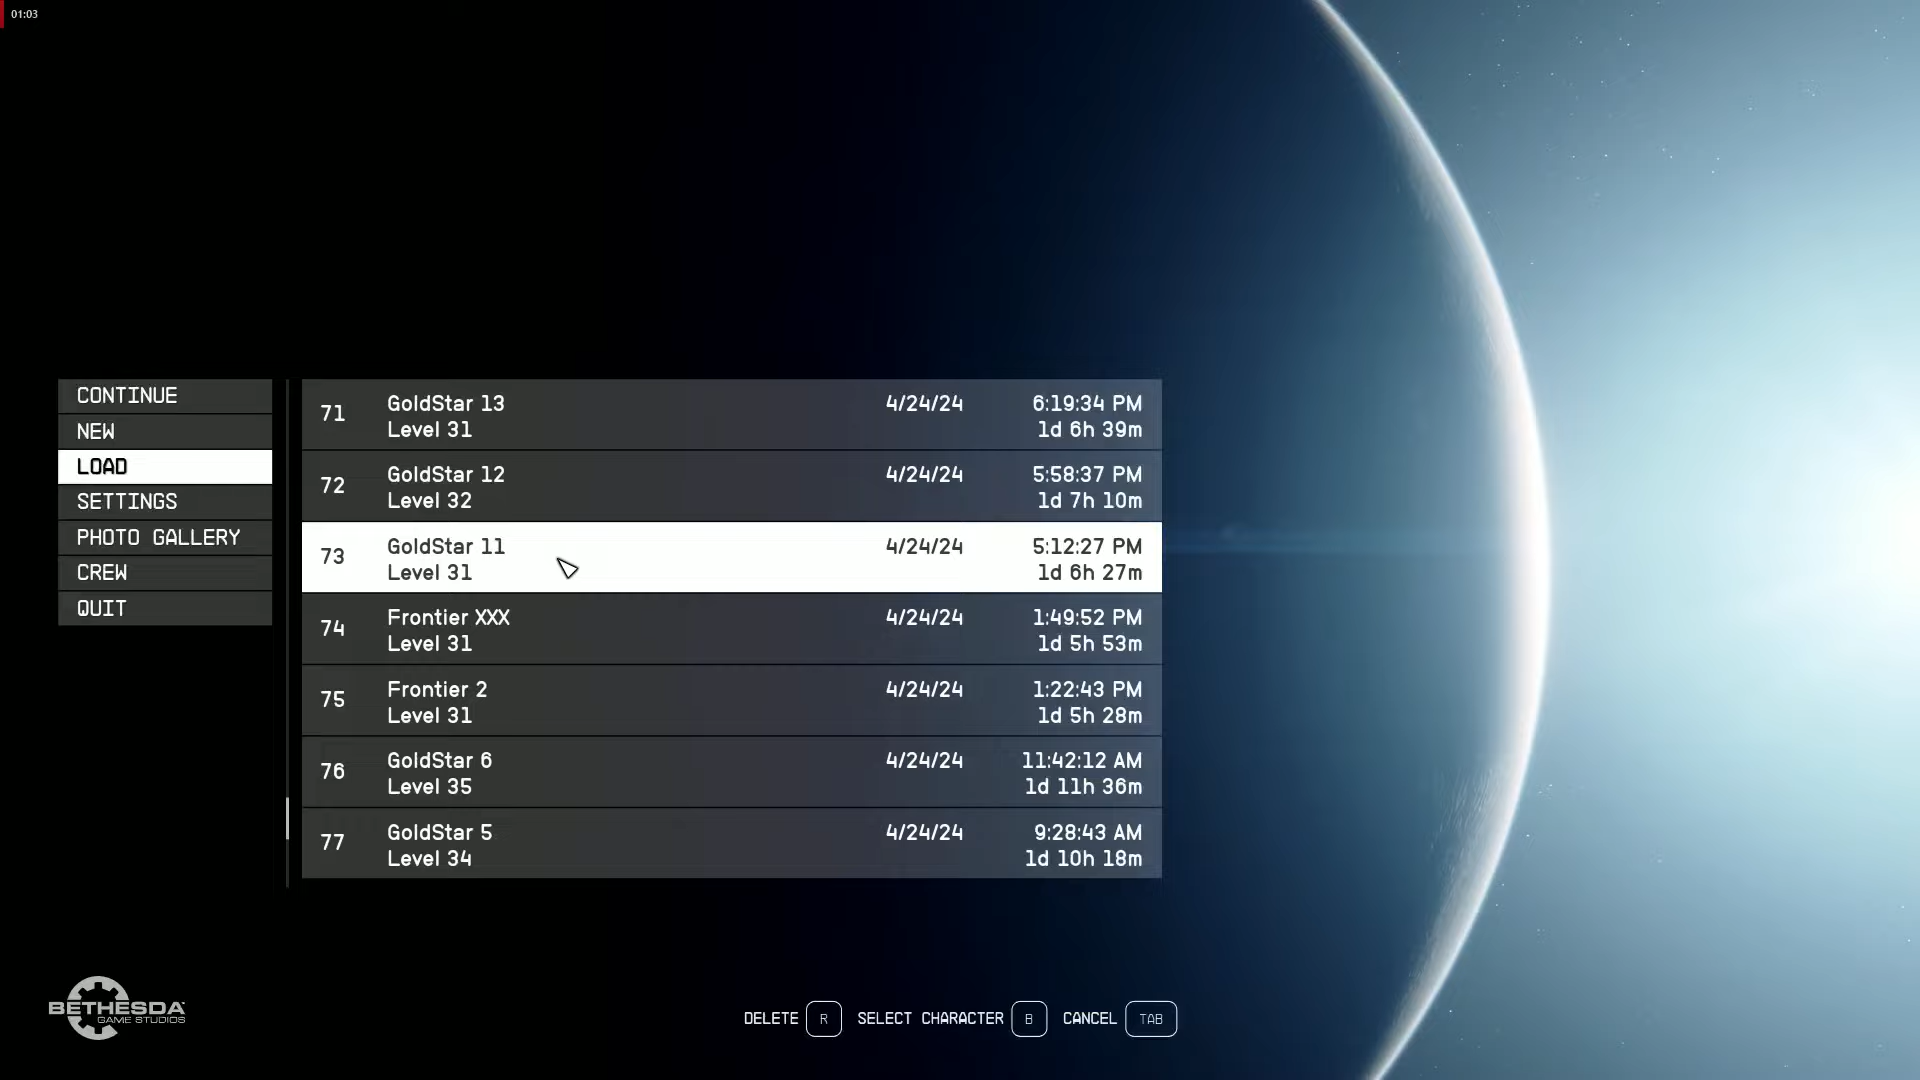 01:03
CONTINUE
NEW
LOAD
SETTINGS
PHOTO GALLERY
CREW
QUIT
71 GoldStar 13 4/24/24 6:19:34 PM
Level 31 1d 6h 39m
72 GoldStar 12 4/24/24 5:58:37 PM
Level 32 1d 7h 10m
73 GoldStar 11 4/24/24 5:12:27 PM
Level 31 1d 6h 27m
74 Frontier XXX 4/24/24 1:49:52 PM
Level 31 1d 5h 53m
75 Frontier 2 4/24/24 1:22:43 PM
Level 31 1d 5h 28m
76 GoldStar 6 4/24/24 11:42:12 AM
Level 35 1d 11h 36m
77 GoldStar 5 4/24/24 9:28:43 AM
Level 34 1d 10h 18m
BETHESDA
GAME STUDIOS
DELETE R SELECT CHARACTER B CANCEL TAB